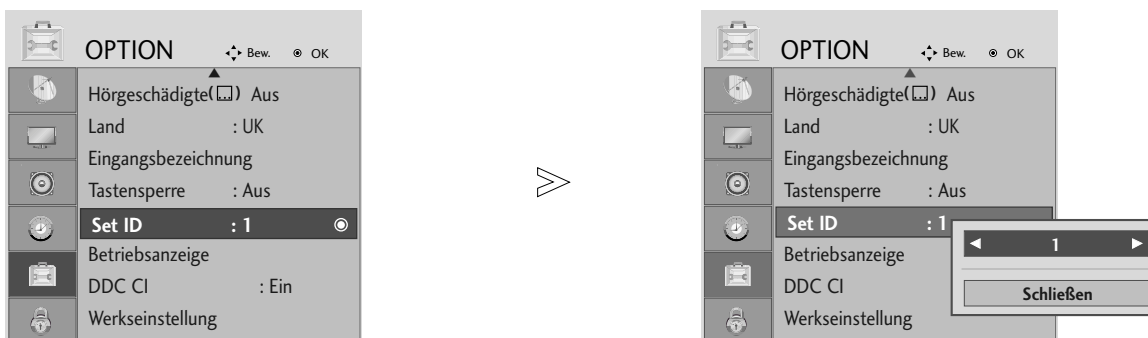 OPTION Bew. OK
Hörgeschädigte( ) Aus
Land : UK
Eingangsbezeichnung
Tastensperre : Aus
Set ID : 1
Betriebsanzeige
DDC CI : Ein
Werkseinstellung
OPTION Bew. OK
Hörgeschädigte( ) Aus
Land : UK
Eingangsbezeichnung
Tastensperre : Aus
Set ID : 1
Betriebsanzeige
DDC CI
Werkseinstellung
1
Schließen